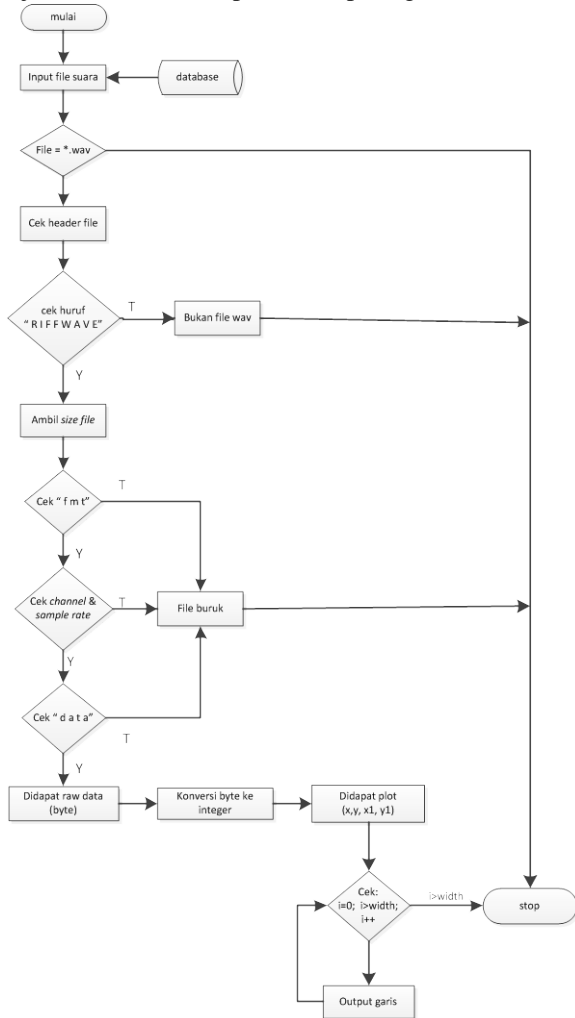 mulai
Input file suara
database
File = *.wav
Cek header file
cek huruf
“ R I F F W A V E”
T
Bukan file wav
Y
Ambil size file
Cek “ f m t”
T
Y
Cek channel &
sample rate
T
File buruk
Y
Cek “ d a t a”
T
Y
Didapat raw data
(byte)
Konversi byte ke
integer
Didapat plot
(x,y, x1, y1)
Cek:
i=0; i>width;
i++
i>width
stop
Output garis